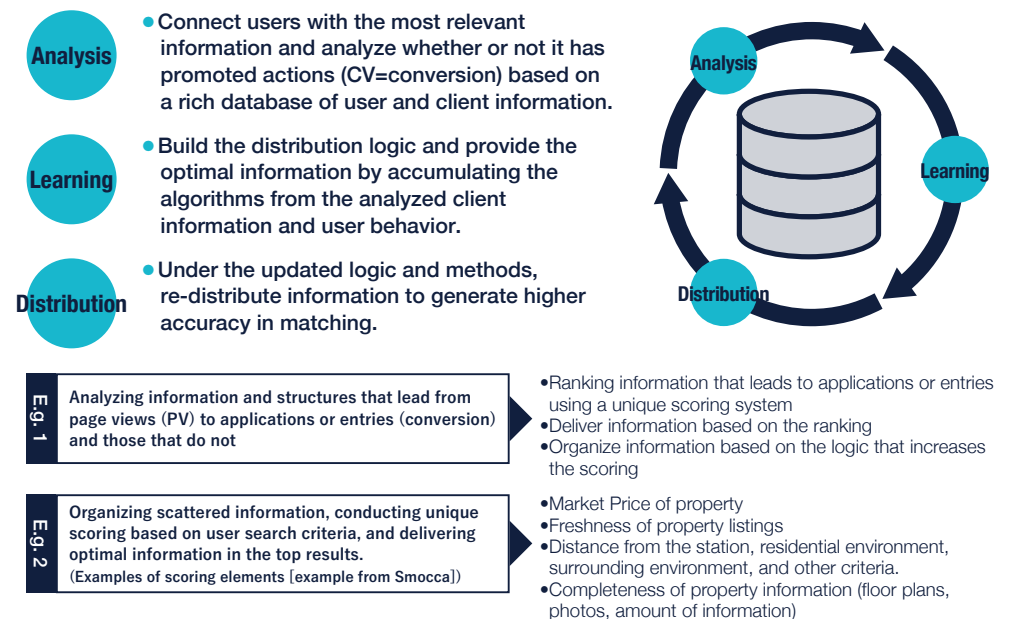 Analysis
•Connect users with the most relevant
information and analyze whether or not it has
promoted actions (CV=conversion) based on
a rich database of user and client information.
Learning
•Build the distribution logic and provide the
optimal information by accumulating the
algorithms from the analyzed client
information and user behavior.
Distribution
•Under the updated logic and methods,
re-distribute information to generate higher
accuracy in matching.
Analysis
Learning
Distribution
E.g. 1
Analyzing information and structures that lead from
page views (PV) to applications or entries (conversion)
and those that do not
•Ranking information that leads to applications or entries
using a unique scoring system
•Deliver information based on the ranking
•Organize information based on the logic that increases
the scoring
E.g. 2
Organizing scattered information, conducting unique
scoring based on user search criteria, and delivering
optimal information in the top results.
(Examples of scoring elements [example from Smocca])
•Market Price of property
•Freshness of property listings
•Distance from the station, residential environment,
surrounding environment, and other criteria.
•Completeness of property information (floor plans,
photos, amount of information)